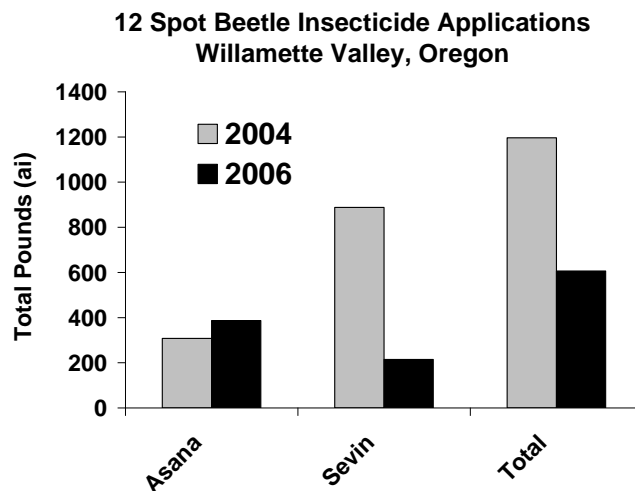 12 Spot Beetle Insecticide Applications
Willamette Valley, Oregon
Total Pounds (ai)
1400
1200
1000
800
600
400
200
0
2004
2006
Asana
Sevin
Total